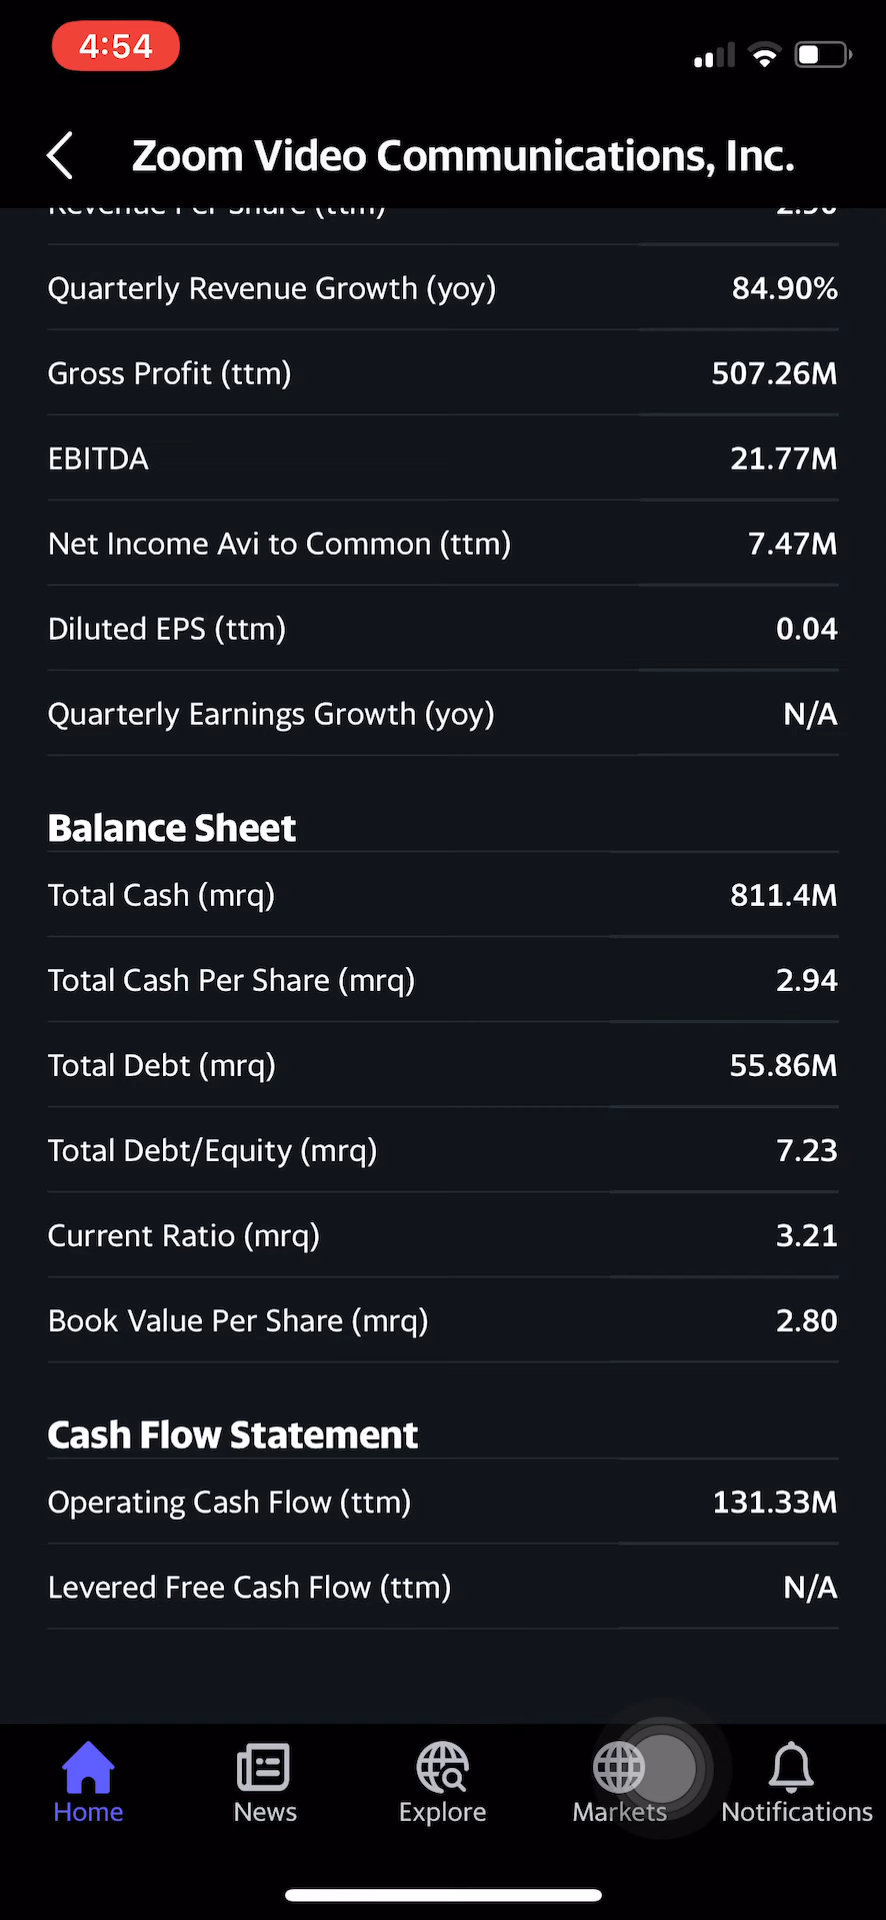 4:54
Zoom Video Communications, Inc.
Revenue Per Share (ttm)
Quarterly Revenue Growth (yoy) 84.90%
Gross Profit (ttm) 507.26M
EBITDA 21.77M
Net Income Avi to Common (ttm) 7.47M
Diluted EPS (ttm) 0.04
Quarterly Earnings Growth (yoy) N/A
Balance Sheet
Total Cash (mrq) 811.4M
Total Cash Per Share (mrq) 2.94
Total Debt (mrq) 55.86M
Total Debt/Equity (mrq) 7.23
Current Ratio (mrq) 3.21
Book Value Per Share (mrq) 2.80
Cash Flow Statement
Operating Cash Flow (ttm) 131.33M
Levered Free Cash Flow (ttm) N/A
Home News Explore Markets Notifications